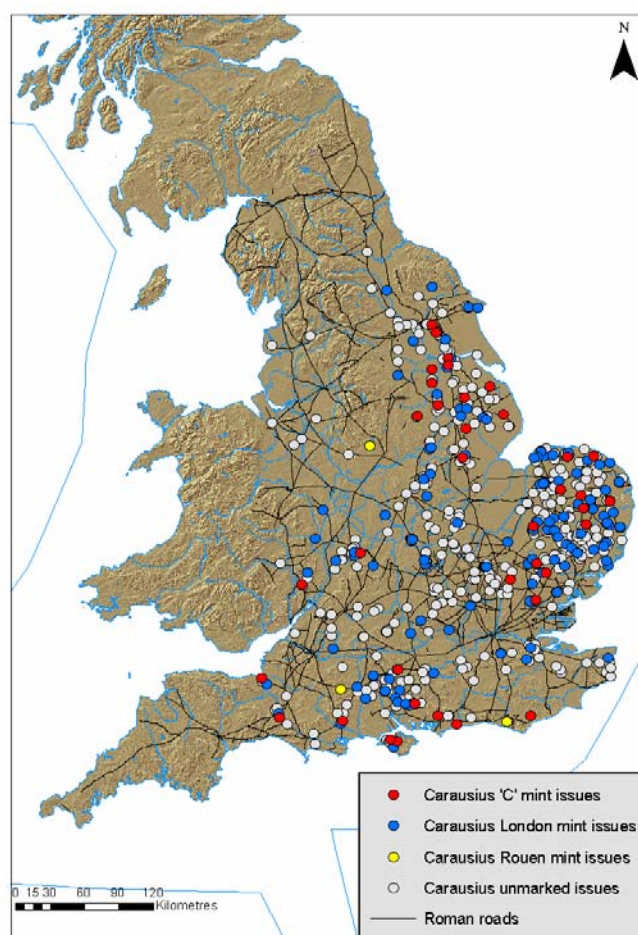 N
Carausius 'C' mint issues
Carausius London mint issues
Carausius Rouen mint issues
Carausius unmarked issues
Roman roads
0 15 30 60 90 120
Kilometres